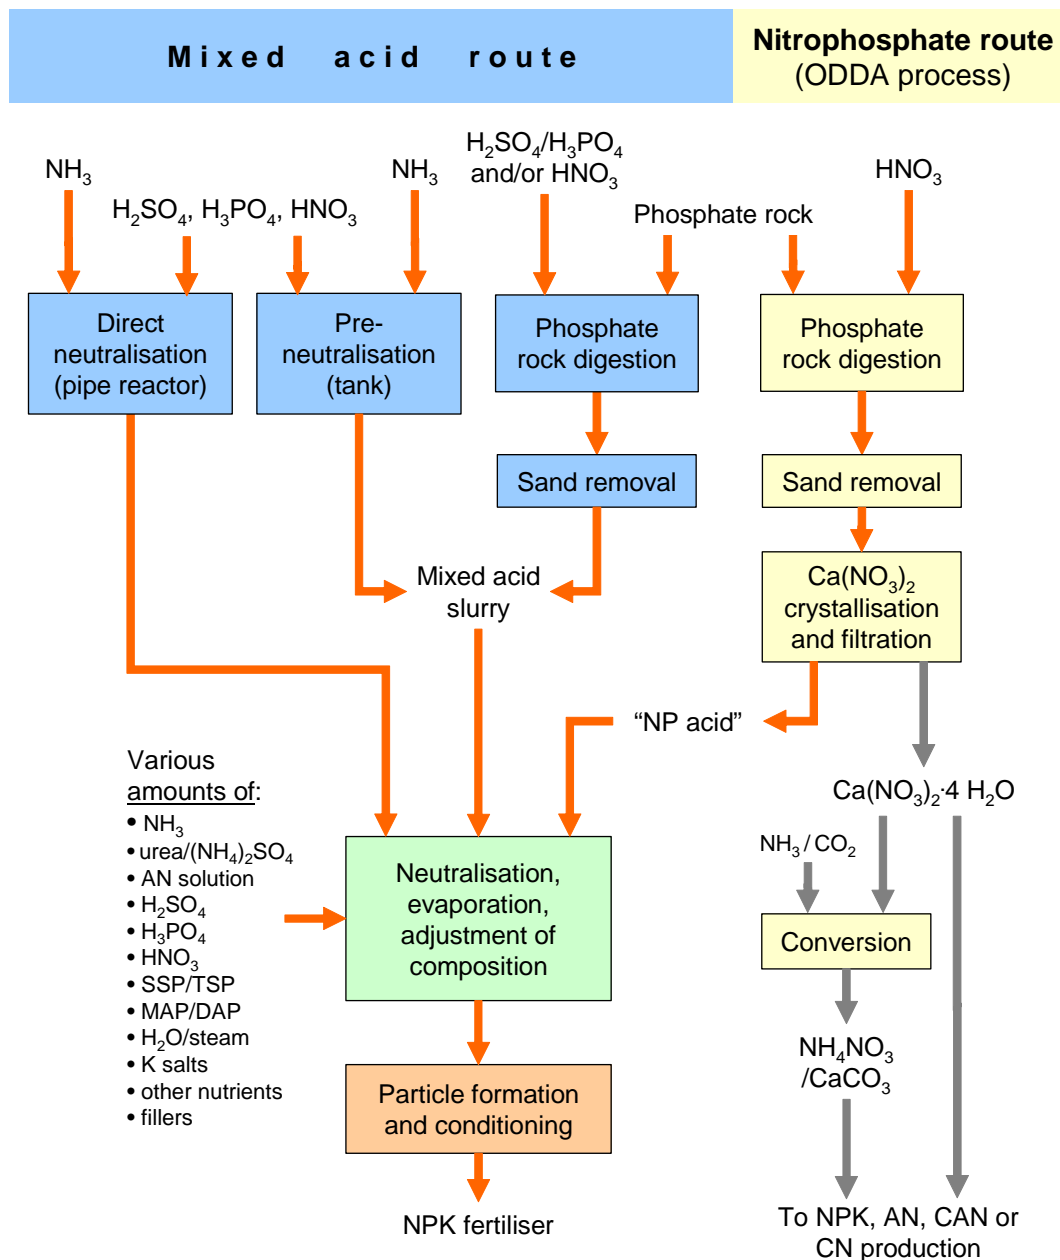 Mixed acid route
Nitrophosphate route
(ODDA process)
NH₃
H₂SO₄, H₃PO₄, HNO₃
NH₃
H₂SO₄/H₃PO₄
and/or HNO₃
Phosphate rock
HNO₃
Direct
neutralisation
(pipe reactor)
Pre-
neutralisation
(tank)
Phosphate
rock digestion
Phosphate
rock digestion
Sand removal
Sand removal
Mixed acid
slurry
Ca(NO₃)₂
crystallisation
and filtration
“NP acid”
Various
amounts of:
• NH₃
• urea/(NH₄)₂SO₄
• AN solution
• H₂SO₄
• H₃PO₄
• HNO₃
• SSP/TSP
• MAP/DAP
• H₂O/steam
• K salts
• other nutrients
• fillers
Neutralisation,
evaporation,
adjustment of
composition
Ca(NO₃)₂·4 H₂O
NH₃/CO₂
Conversion
NH₄NO₃
/CaCO₃
Particle formation
and conditioning
NPK fertiliser
To NPK, AN, CAN or
CN production